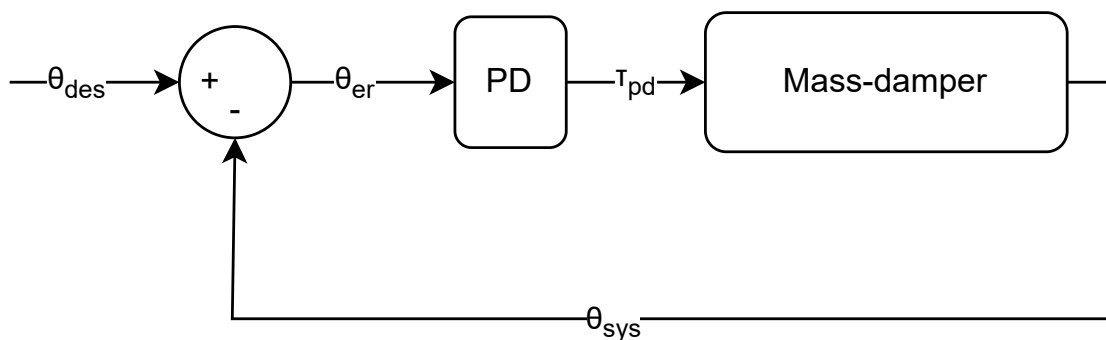 θdes
+
-
θer
PD
τpd
Mass-damper
θsys